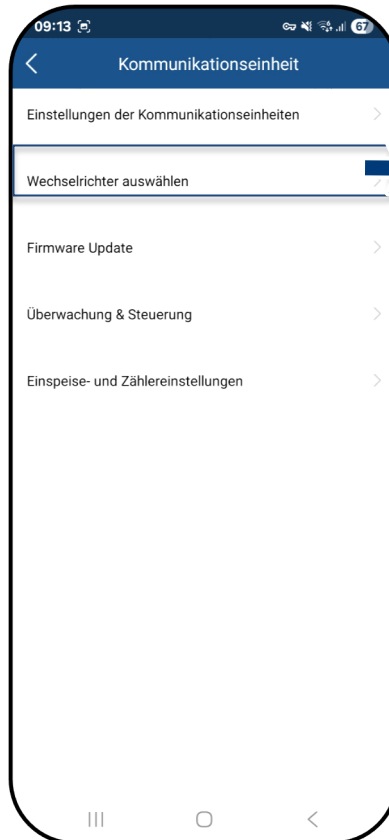 09:13
67
Kommunikationseinheit
Einstellungen der Kommunikationseinheiten
Wechselrichter auswählen
Firmware Update
Überwachung & Steuerung
Einspeise- und Zählereinstellungen